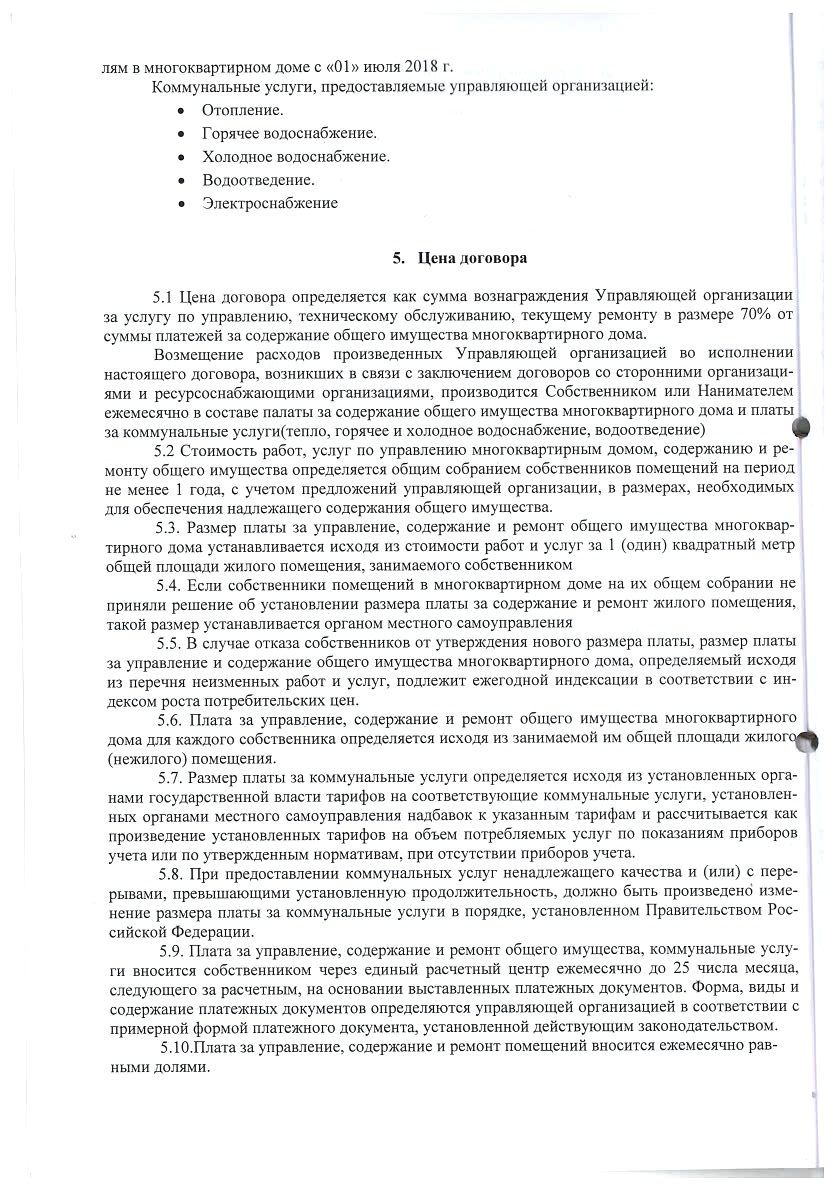 лям в многоквартирном доме с «01» июля 2018 г.
Коммунальные услуги, предоставляемые управляющей организацией:
• Отопление.
• Горячее водоснабжение.
• Холодное водоснабжение.
• Водоотведение.
• Электроснабжение
5. Цена договора
5.1 Цена договора определяется как сумма вознаграждения Управляющей организации
за услугу по управлению, техническому обслуживанию, текущему ремонту в размере 70% от
суммы платежей за содержание общего имущества многоквартирного дома.
Возмещение расходов произведенных Управляющей организацией во исполнении
настоящего договора, возникших в связи с заключением договоров со сторонними организаци-
ями и ресурсоснабжающими организациями, производится Собственником или Нанимателем
ежемесячно в составе палаты за содержание общего имущества многоквартирного дома и платы
за коммунальные услуги(тепло, горячее и холодное водоснабжение, водоотведение)
5.2 Стоимость работ, услуг по управлению многоквартирным домом, содержанию и ре-
монту общего имущества определяется общим собранием собственников помещений на период
не менее 1 года, с учетом предложений управляющей организации, в размерах, необходимых
для обеспечения надлежащего содержания общего имущества.
5.3. Размер платы за управление, содержание и ремонт общего имущества многоквар-
тирного дома устанавливается исходя из стоимости работ и услуг за 1 (один) квадратный метр
общей площади жилого помещения, занимаемого собственником
5.4. Если собственники помещений в многоквартирном доме на их общем собрании не
приняли решение об установлении размера платы за содержание и ремонт жилого помещения,
такой размер устанавливается органом местного самоуправления
5.5. В случае отказа собственников от утверждения нового размера платы, размер платы
за управление и содержание общего имущества многоквартирного дома, определяемый исходя
из перечня неизменных работ и услуг, подлежит ежегодной индексации в соответствии с ин-
дексом роста потребительских цен.
5.6. Плата за управление, содержание и ремонт общего имущества многоквартирного
дома для каждого собственника определяется исходя из занимаемой им общей площади жилого
(нежилого) помещения.
5.7. Размер платы за коммунальные услуги определяется исходя из установленных орга-
нами государственной власти тарифов на соответствующие коммунальные услуги, установлен-
ных органами местного самоуправления надбавок к указанным тарифам и рассчитывается как
произведение установленных тарифов на объем потребляемых услуг по показаниям приборов
учета или по утвержденным нормативам, при отсутствии приборов учета.
5.8. При предоставлении коммунальных услуг ненадлежащего качества и (или) с пере-
рывами, превышающими установленную продолжительность, должно быть произведено изме-
нение размера платы за коммунальные услуги в порядке, установленном Правительством Рос-
сийской Федерации.
5.9. Плата за управление, содержание и ремонт общего имущества, коммунальные услу-
ги вносится собственником через единый расчетный центр ежемесячно до 25 числа месяца,
следующего за расчетным, на основании выставленных платежных документов. Форма, виды и
содержание платежных документов определяются управляющей организацией в соответствии с
примерной формой платежного документа, установленной действующим законодательством.
5.10.Плата за управление, содержание и ремонт помещений вносится ежемесячно рав-
ными долями.